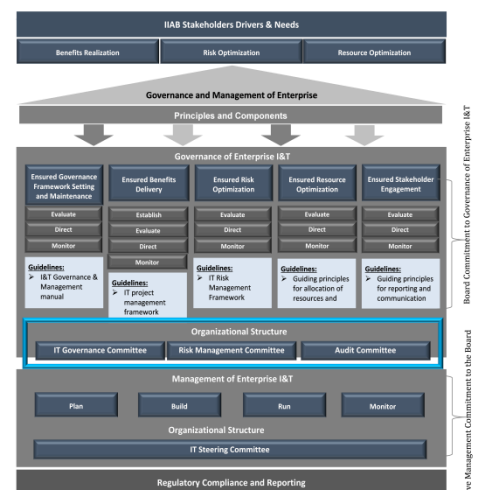 IIAB Stakeholders Drivers & Needs
Benefits Realization
Risk Optimization
Resource Optimization
Governance and Management of Enterprise
Principles and Components
Governance of Enterprise I&T
Ensured Governance
Framework Setting
and Maintenance
Evaluate
Direct
Monitor
Guidelines:
➢ I&T Governance &
Management
manual
Ensured Benefits
Delivery
Establish
Evaluate
Direct
Monitor
Guidelines:
➢ IT project
management
framework
Ensured Risk
Optimization
Evaluate
Direct
Monitor
Guidelines:
➢ IT Risk
Management
Framework
Ensured Resource
Optimization
Evaluate
Direct
Monitor
Guidelines:
➢ Guiding principles
for allocation of
resources and
Ensured Stakeholder
Engagement
Evaluate
Direct
Monitor
Guidelines:
➢ Guiding principles
for reporting and
communication
Board Commitment to Governance of Enterprise I&T
Organizational Structure
IT Governance Committee
Risk Management Committee
Audit Committee
Management of Enterprise I&T
Plan
Build
Run
Monitor
Organizational Structure
IT Steering Committee
ve Management Commitment to the Board
Regulatory Compliance and Reporting